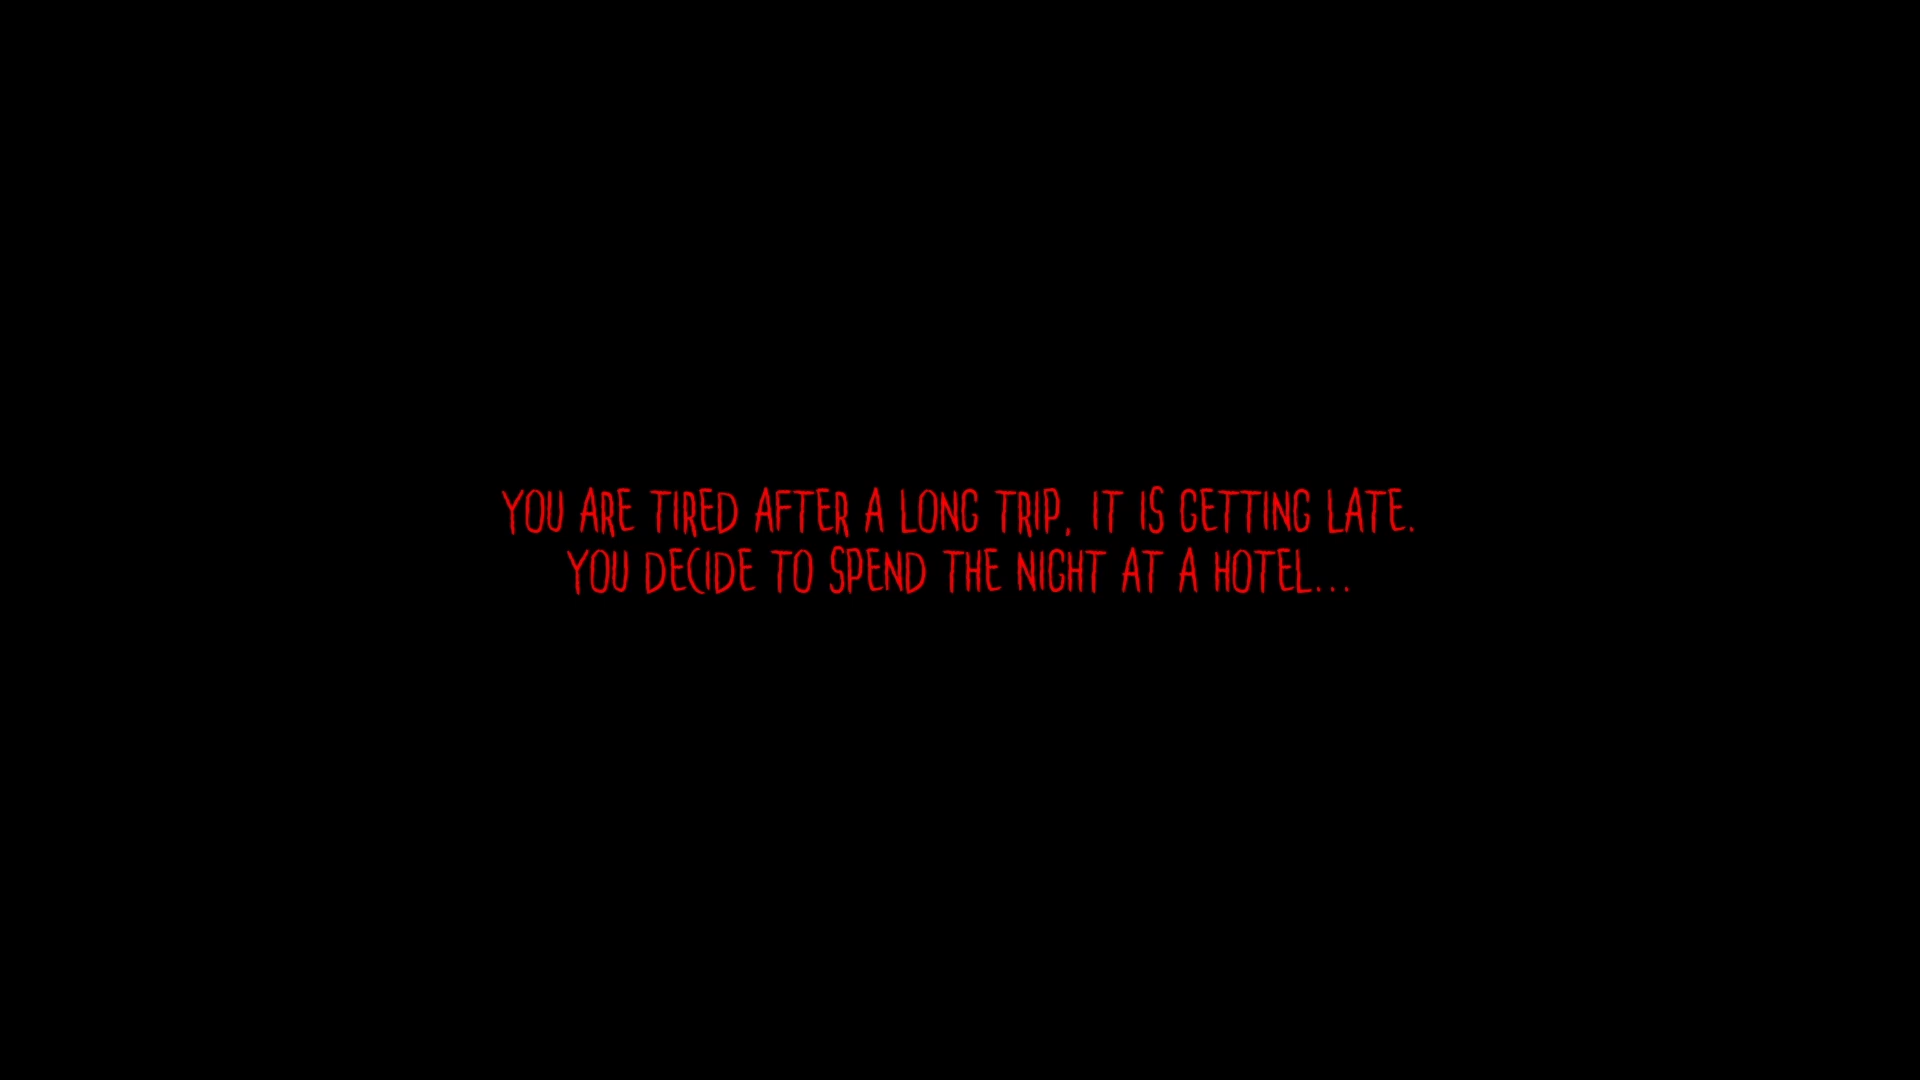 YOU ARE TIRED AFTER A LONG TRIP, IT IS GETTING LATE.
YOU DECIDE TO SPEND THE NIGHT AT A HOTEL...